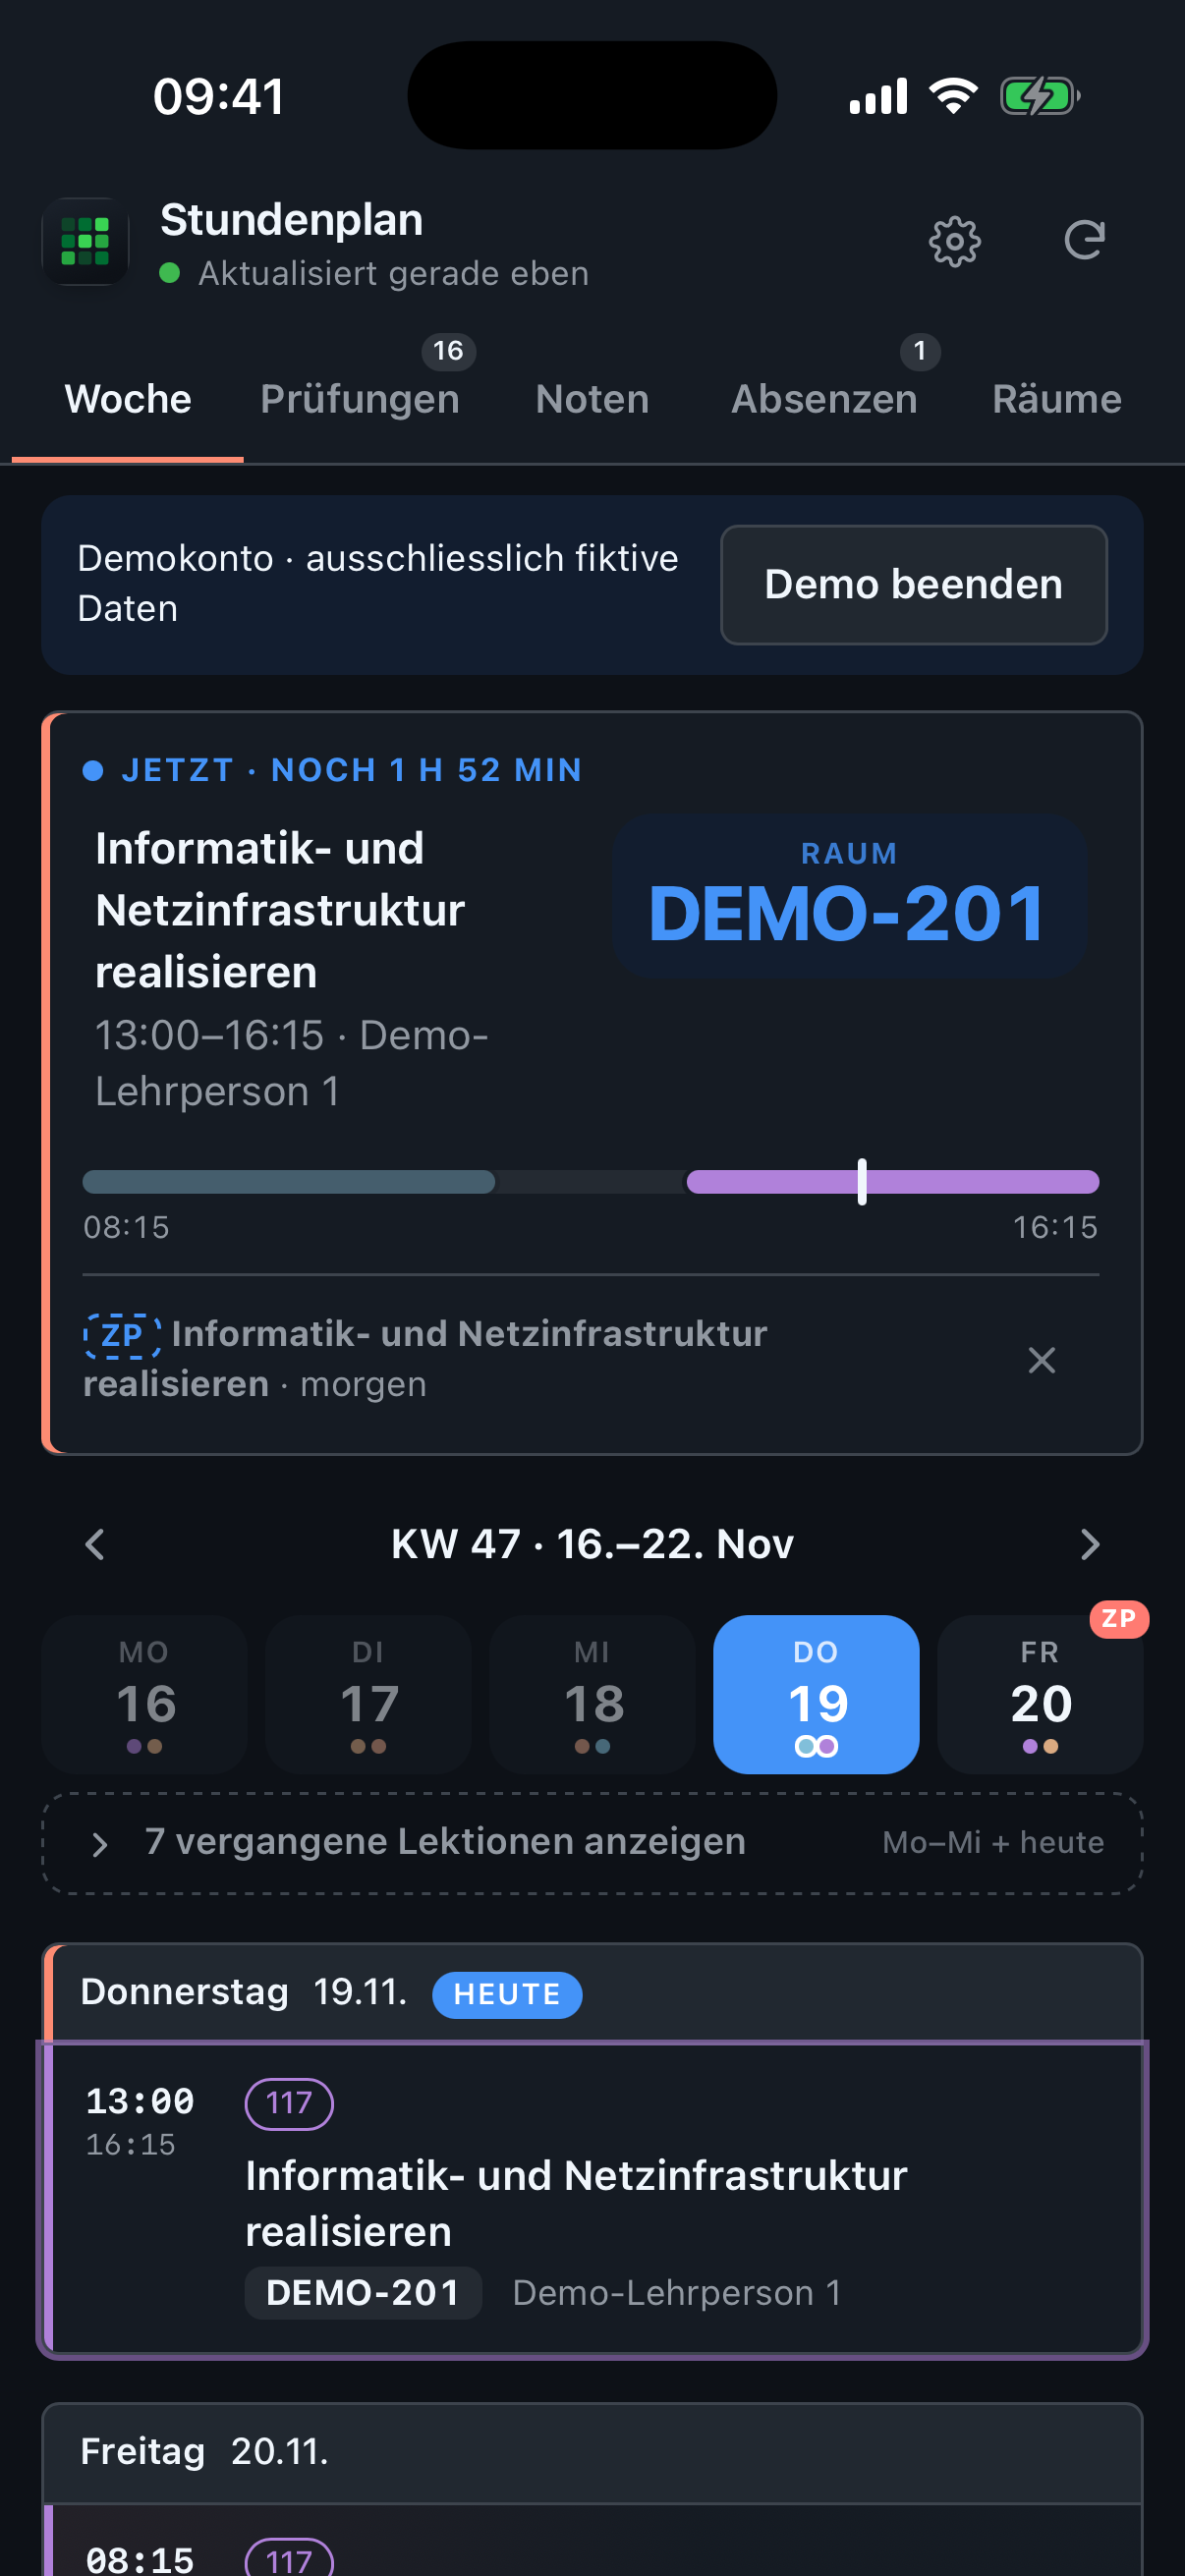 09:41
Stundenplan
Aktualisiert gerade eben
Woche
Prüfungen 16
Noten
Absenzen 1
Räume
Demokonto · ausschliesslich fiktive
Daten
Demo beenden
JETZT · NOCH 1 H 52 MIN
Informatik- und
Netzinfrastruktur
realisieren
13:00–16:15 · Demo-
Lehrperson 1
RAUM
DEMO-201
08:15
16:15
ZP Informatik- und Netzinfrastruktur
realisieren · morgen
KW 47 · 16.–22. Nov
MO
16
DI
17
MI
18
DO
19
FR
20
ZP
7 vergangene Lektionen anzeigen
Mo–Mi + heute
Donnerstag 19.11. HEUTE
13:00
16:15
117
Informatik- und Netzinfrastruktur
realisieren
DEMO-201 Demo-Lehrperson 1
Freitag 20.11.
08:15
117